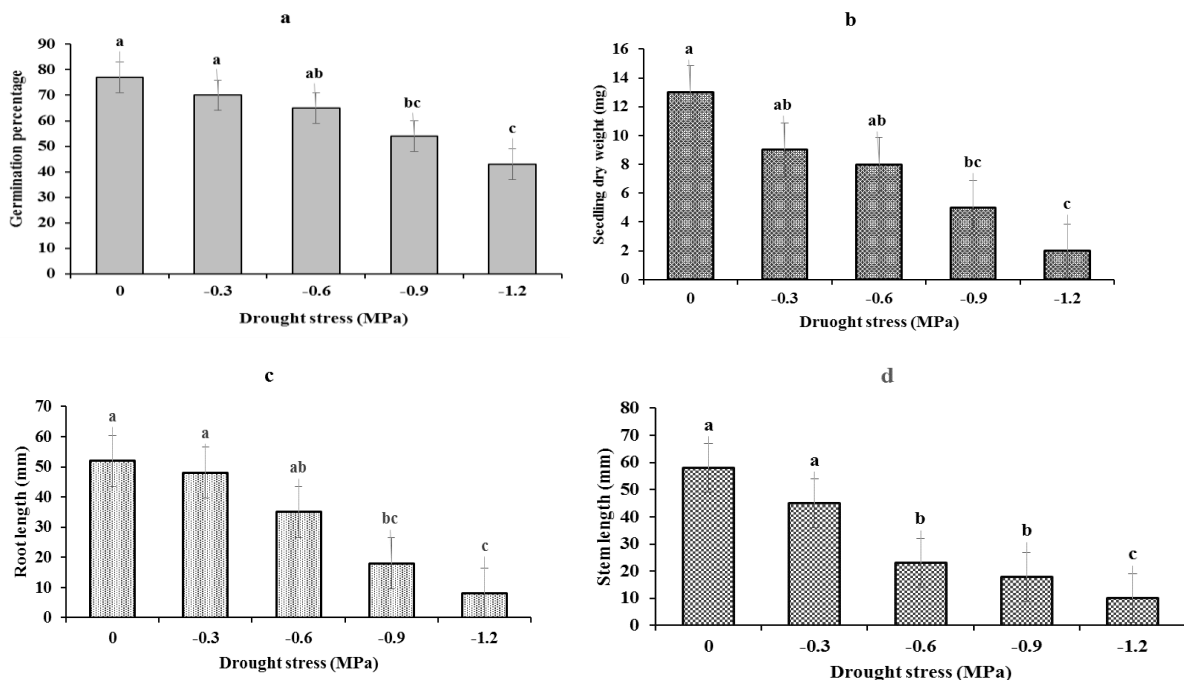 a
Germination percentage
90
80
70
60
50
40
30
20
10
0
a
a
ab
bc
c
0 -0.3 -0.6 -0.9 -1.2
Drought stress (MPa)
b
Seedling dry weight (mg)
16
14
12
10
8
6
4
2
0
a
ab
ab
bc
c
0 -0.3 -0.6 -0.9 -1.2
Druoght stress (MPa)
c
Root length (mm)
70
60
50
40
30
20
10
0
a
a
ab
bc
c
0 -0.3 -0.6 -0.9 -1.2
Drought stress (MPa)
d
Stem length (mm)
80
70
60
50
40
30
20
10
0
a
a
b
b
c
0 -0.3 -0.6 -0.9 -1.2
Drought stress (MPa)